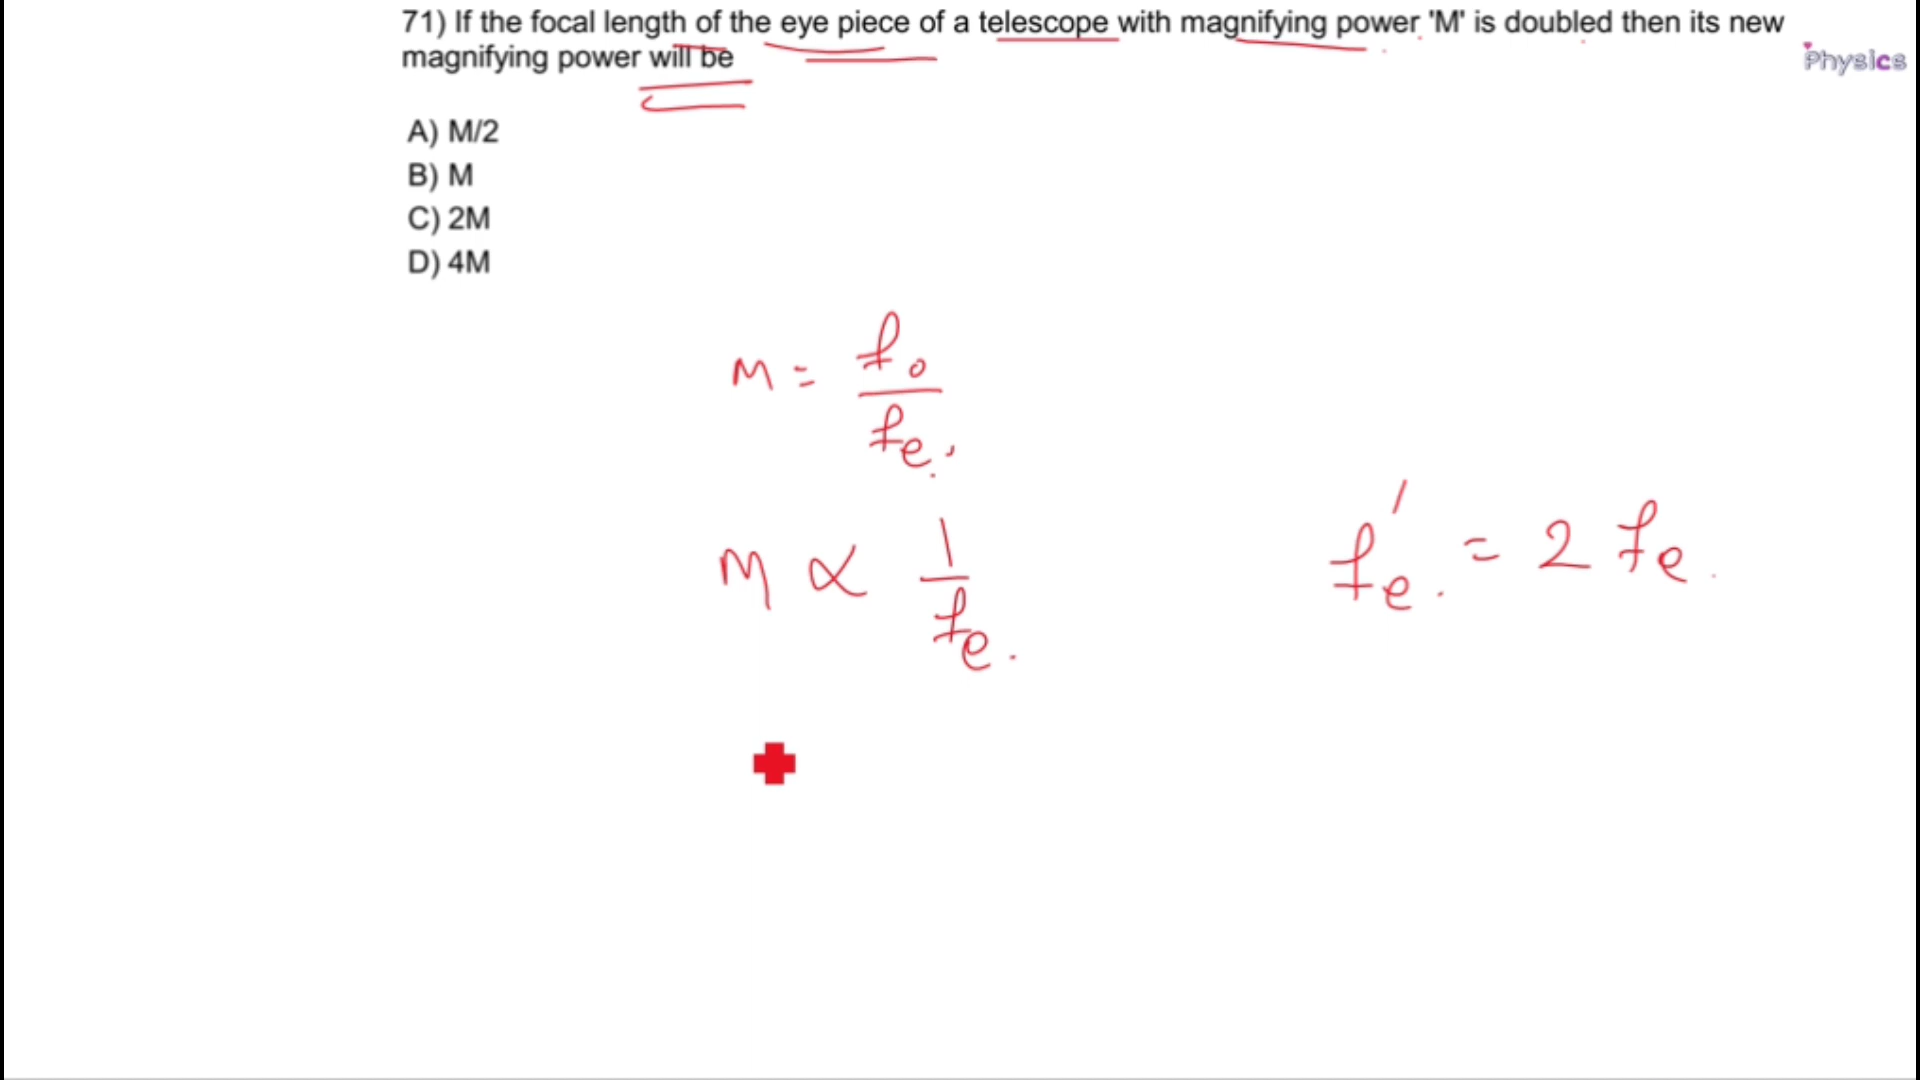 71) If the focal length of the eye piece of a telescope with magnifying power 'M' is doubled then its new
magnifying power will be
Physics
A) M/2
B) M
C) 2M
D) 4M
M = fo/fe
M ∝ 1/fe
fe' = 2 fe